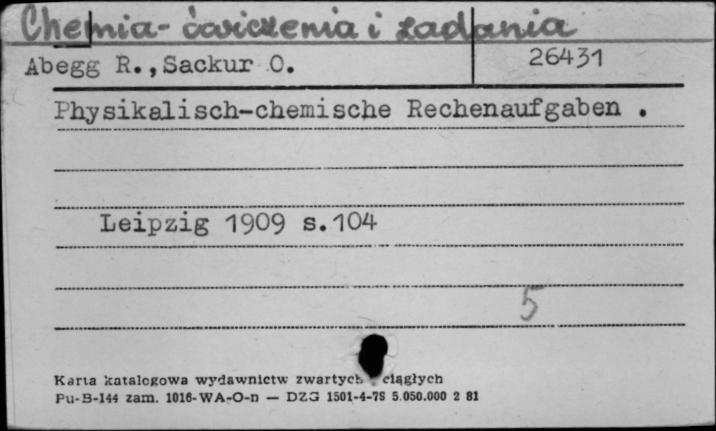 Chemia - ćwiczenia i zadania
Abegg R., Sackur O. 26431
Physikalisch-chemische Rechenaufgaben .
Leipzig 1909 s.104
5
Karta katalogowa wydawnictw zwartych ciągłych
Pu-B-144 zam. 1016-WA-O-n — DZG 1501-4-78 5.050.000 2 81